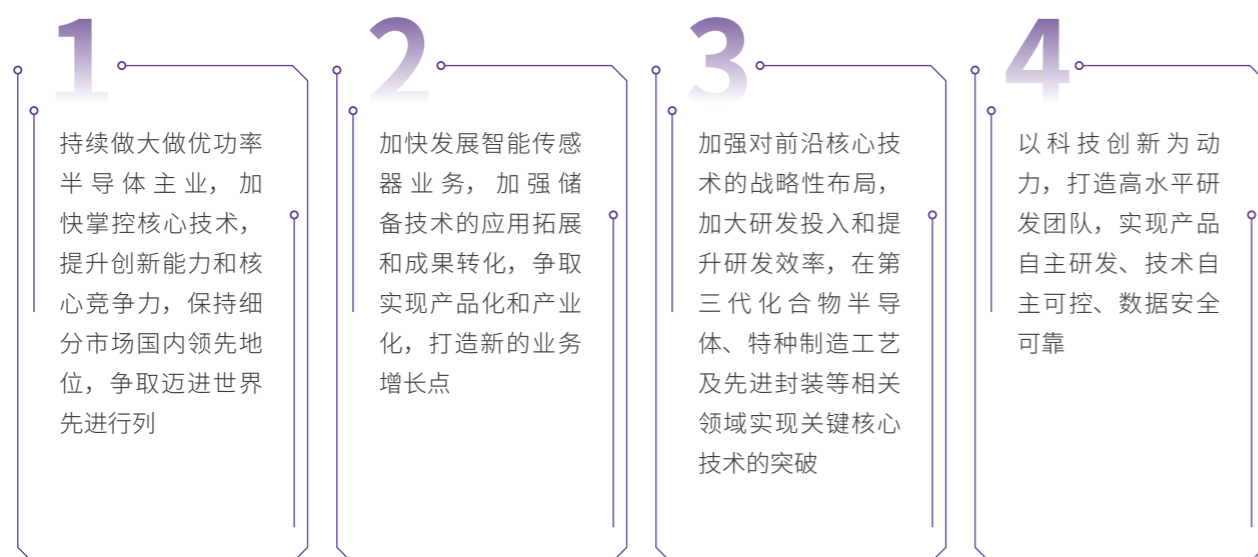 1
持续做大做优功率
半导体主业，加
快掌控核心技术，
提升创新能力和核
心竞争力，保持细
分市场国内领先地
位，争取迈进世界
先进行列
2
加快发展智能传感
器业务，加强储
备技术的应用拓展
和成果转化，争取
实现产品化和产业
化，打造新的业务
增长点
3
加强对前沿核心技
术的战略性布局，
加大研发投入和提
升研发效率，在第
三代化合物半导
体、特种制造工艺
及先进封装等相关
领域实现关键核心
技术的突破
4
以科技创新为动
力，打造高水平研
发团队，实现产品
自主研发、技术自
主可控、数据安全
可靠